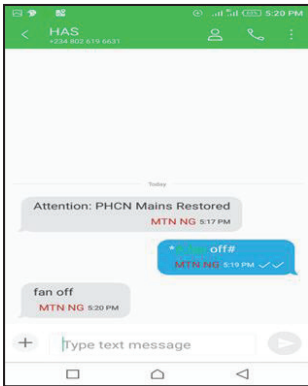 5:20 PM
HAS
+234 802 619 6631
Today
Attention: PHCN Mains Restored
MTN NG 5:17 PM
off#
MTN NG 5:19 PM
fan off
MTN NG 5:20 PM
Type text message